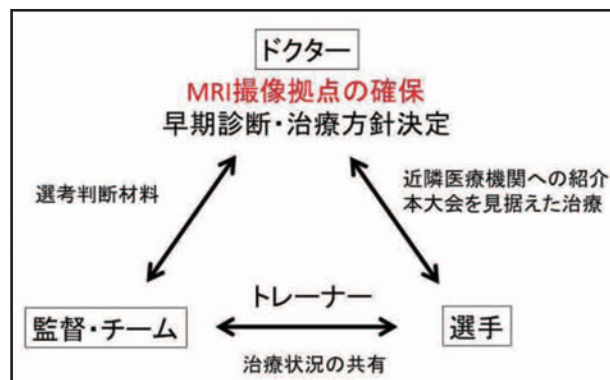 ドクター
MRI撮像拠点の確保
早期診断・治療方針決定
選考判断材料
近隣医療機関への紹介
本大会を見据えた治療
トレーナー
監督・チーム
選手
治療状況の共有